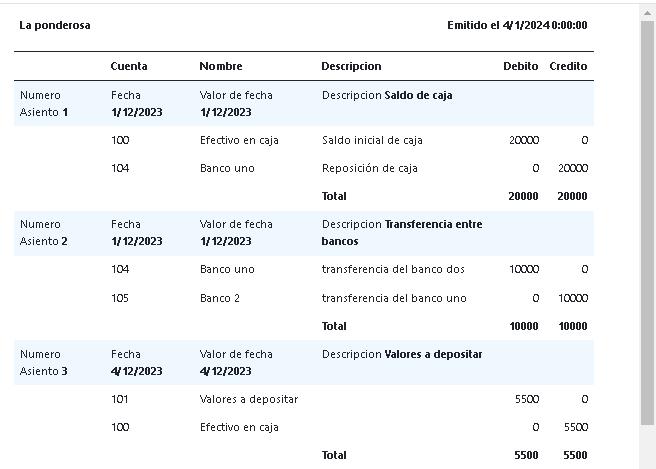 La ponderosa Emitido el 4/1/2024 0:00:00
Cuenta Nombre Descripcion Debito Credito
Numero Fecha Valor de fecha Descripcion Saldo de caja
Asiento 1 1/12/2023 1/12/2023
100 Efectivo en caja Saldo inicial de caja 20000 0
104 Banco uno Reposición de caja 0 20000
Total 20000 20000
Numero Fecha Valor de fecha Descripcion Transferencia entre
Asiento 2 1/12/2023 1/12/2023 bancos
104 Banco uno transferencia del banco dos 10000 0
105 Banco 2 transferencia del banco uno 0 10000
Total 10000 10000
Numero Fecha Valor de fecha Descripcion Valores a depositar
Asiento 3 4/12/2023 4/12/2023
101 Valores a depositar 5500 0
100 Efectivo en caja 0 5500
Total 5500 5500